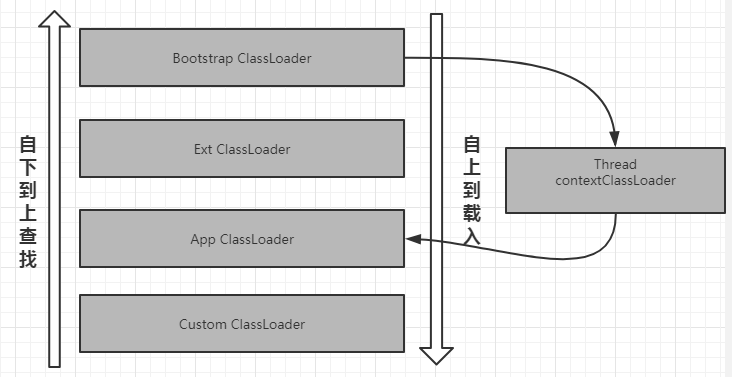 Bootstrap ClassLoader
Ext ClassLoader
App ClassLoader
Custom ClassLoader
自下到上查找
自上到载入
Thread
contextClassLoader